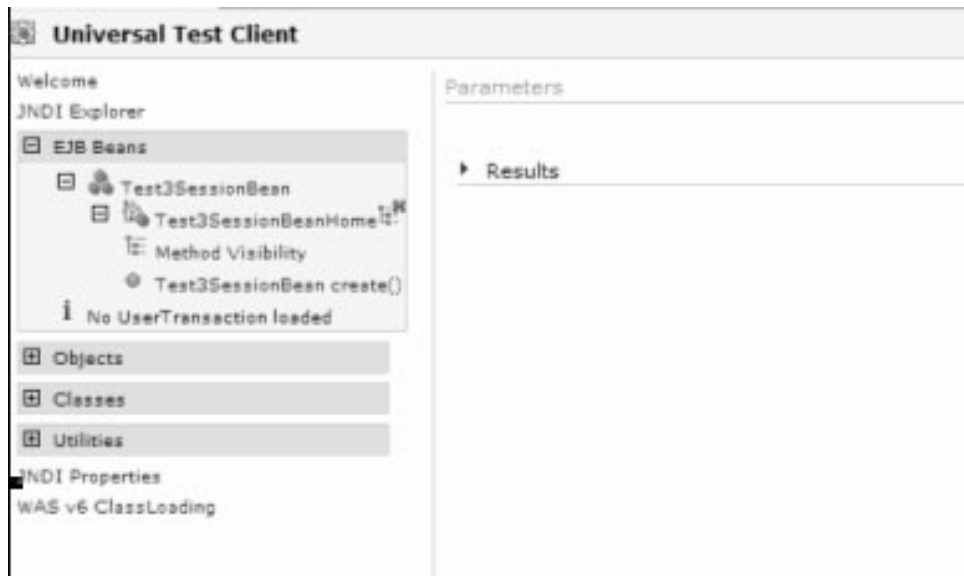 Universal Test Client
Welcome
JNDI Explorer
EJB Beans
Test3SessionBean
Test3SessionBeanHome
Method Visibility
Test3SessionBean create()
No UserTransaction loaded
Objects
Classes
Utilities
JNDI Properties
WAS v6 ClassLoading
Parameters
Results